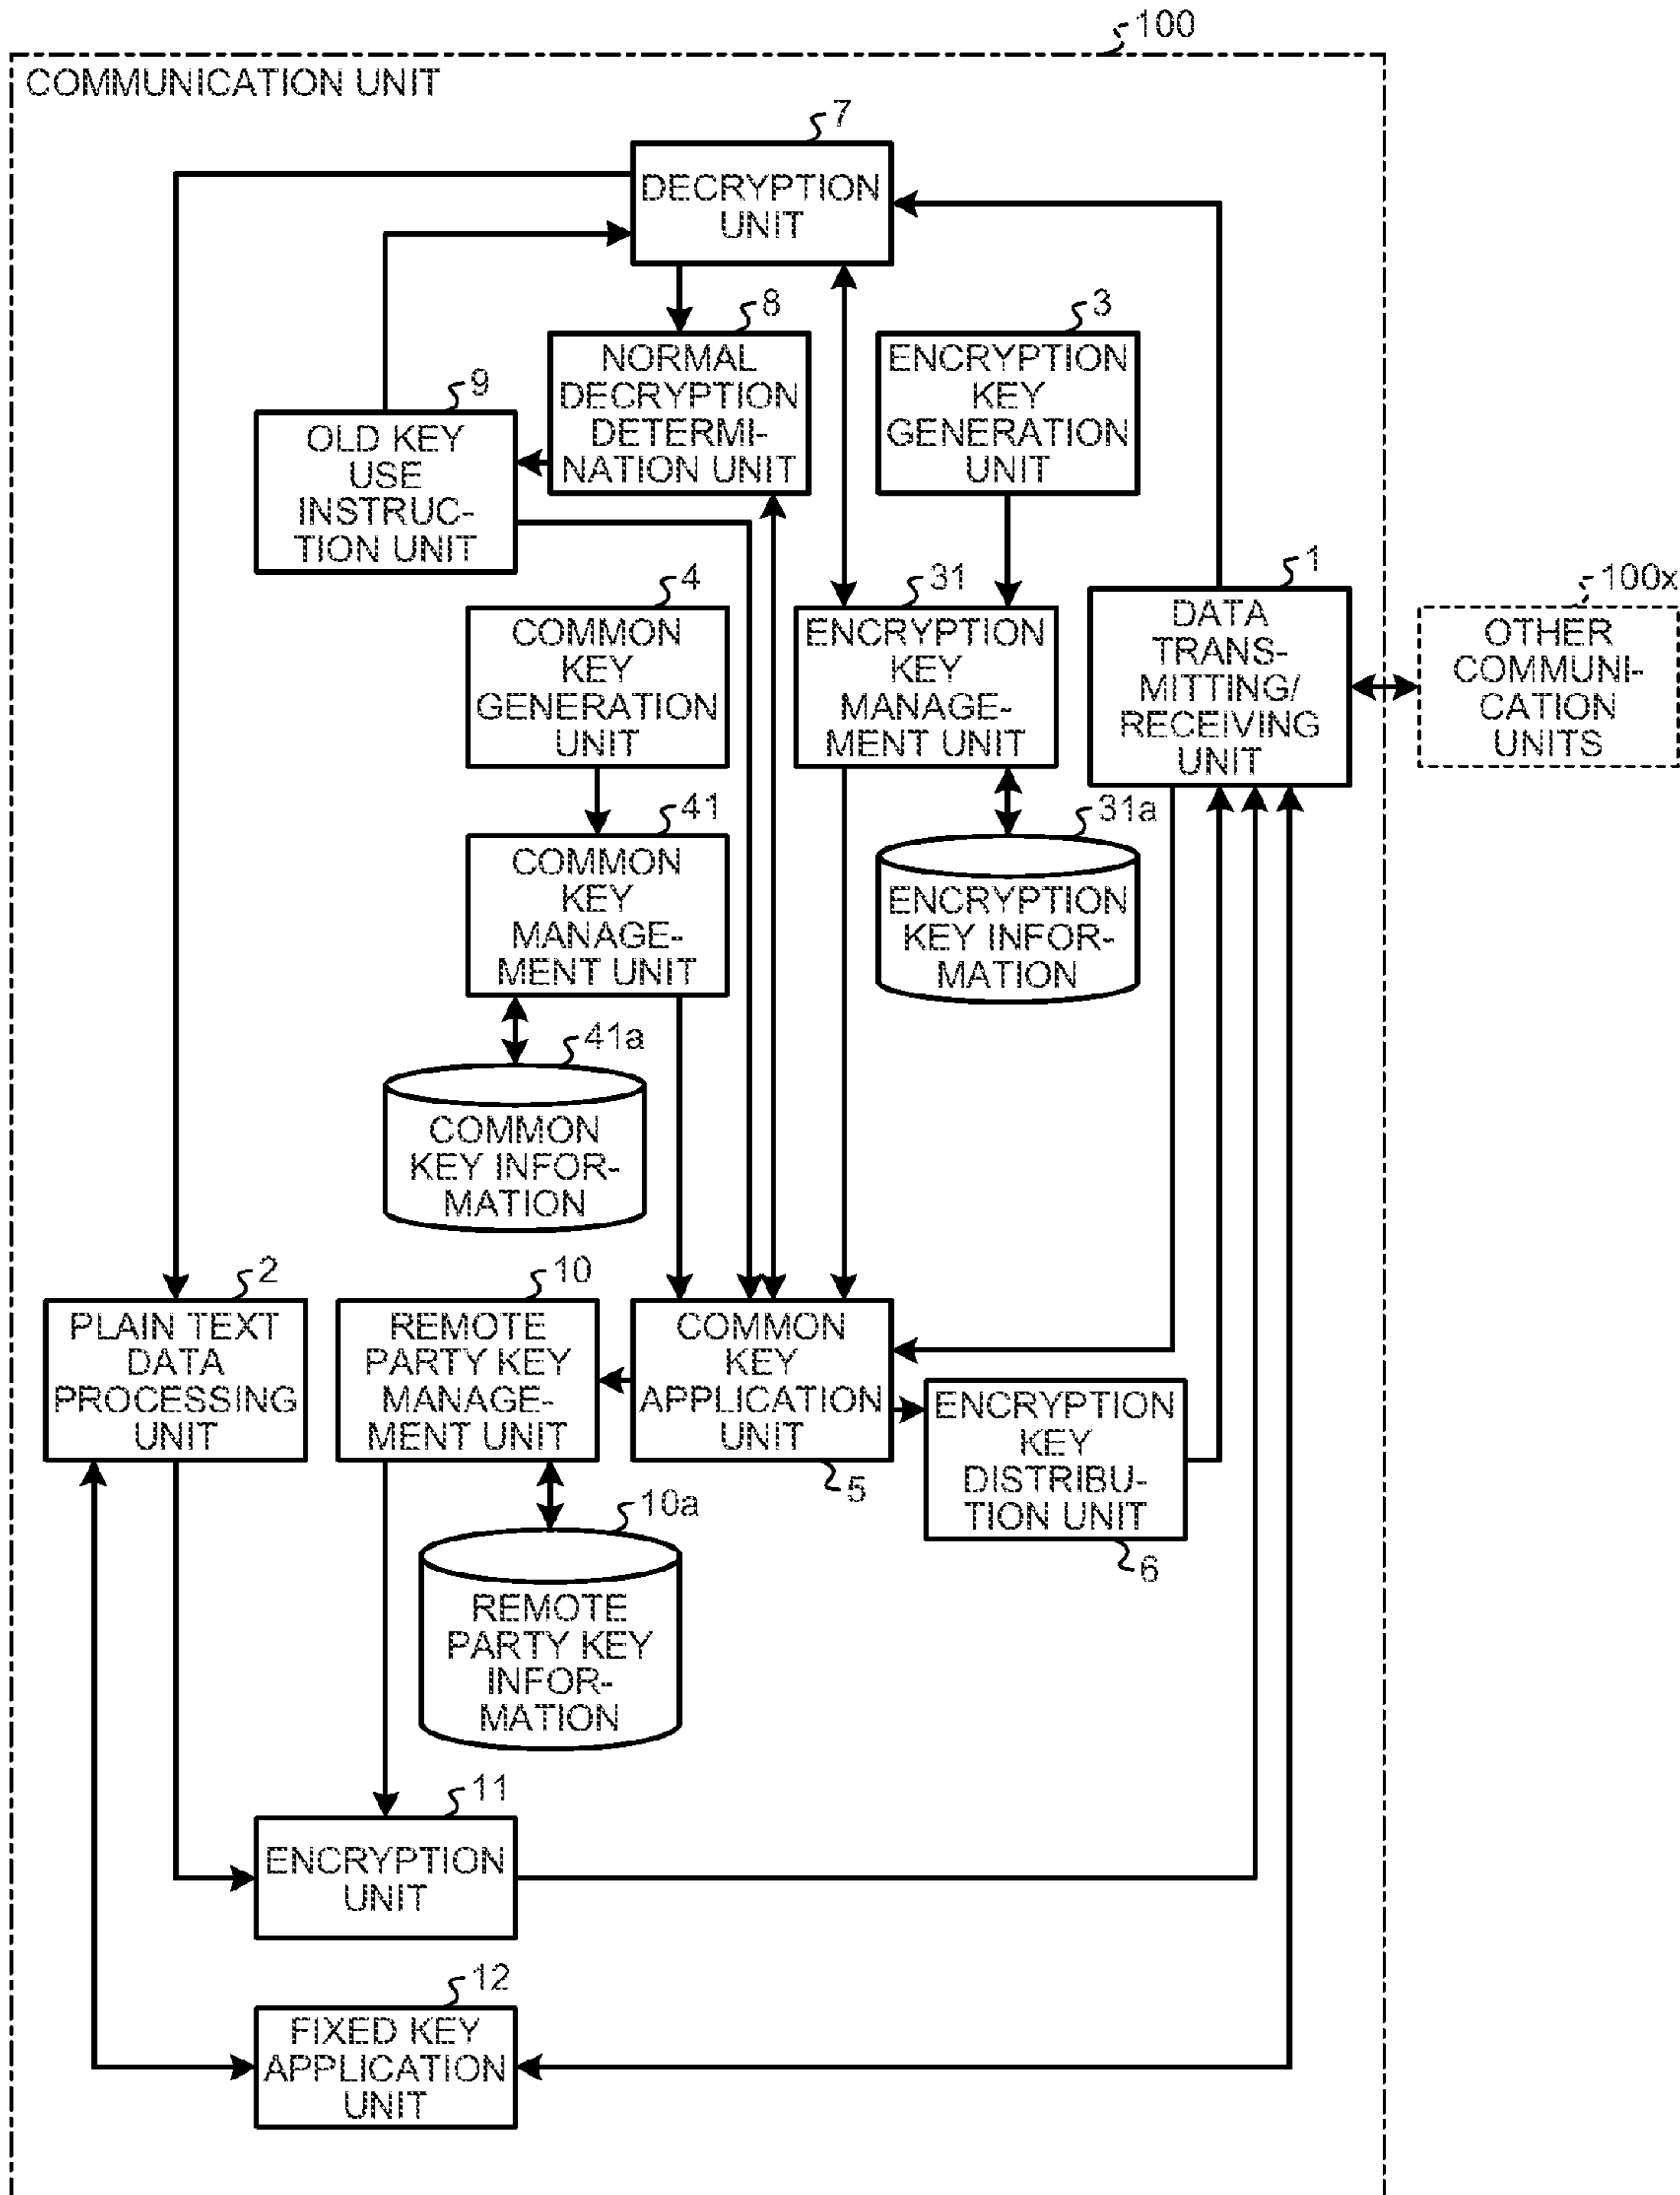 100
COMMUNICATION UNIT
7
DECRYPTION
UNIT
8
NORMAL
DECRYPTION
DETERMI-
NATION UNIT
3
ENCRYPTION
KEY
GENERATION
UNIT
9
OLD KEY
USE
INSTRUC-
TION UNIT
4
COMMON
KEY
GENERATION
UNIT
31
ENCRYPTION
KEY
MANAGE-
MENT UNIT
1
DATA
TRANS-
MITTING/
RECEIVING
UNIT
100x
OTHER
COMMUNI-
CATION
UNITS
41
COMMON
KEY
MANAGE-
MENT UNIT
31a
ENCRYPTION
KEY INFOR-
MATION
41a
COMMON
KEY INFOR-
MATION
2
PLAIN TEXT
DATA
PROCESSING
UNIT
10
REMOTE
PARTY KEY
MANAGE-
MENT UNIT
COMMON
KEY
APPLICATION
UNIT
5
ENCRYPTION
KEY
DISTRIBU-
TION UNIT
6
10a
REMOTE
PARTY KEY
INFOR-
MATION
11
ENCRYPTION
UNIT
12
FIXED KEY
APPLICATION
UNIT